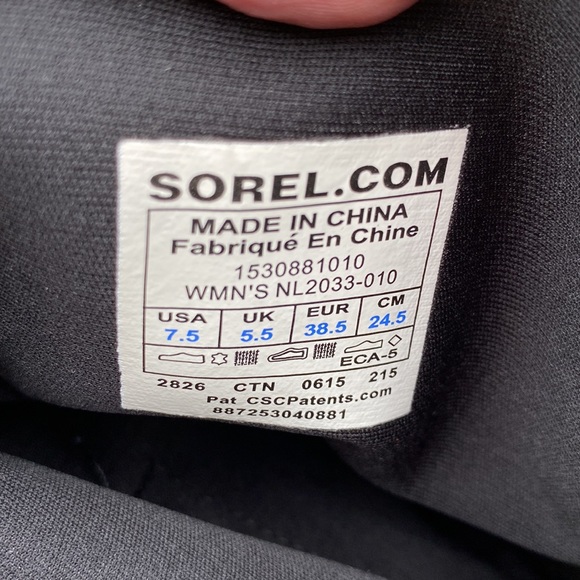 SOREL.COM
MADE IN CHINA
Fabriqué En Chine
1530881010
WMN'S NL2033-010
USA UK EUR CM
7.5 5.5 38.5 24.5
ECA-5
2826 CTN 0615 215
Pat CSCPatents.com
887253040881